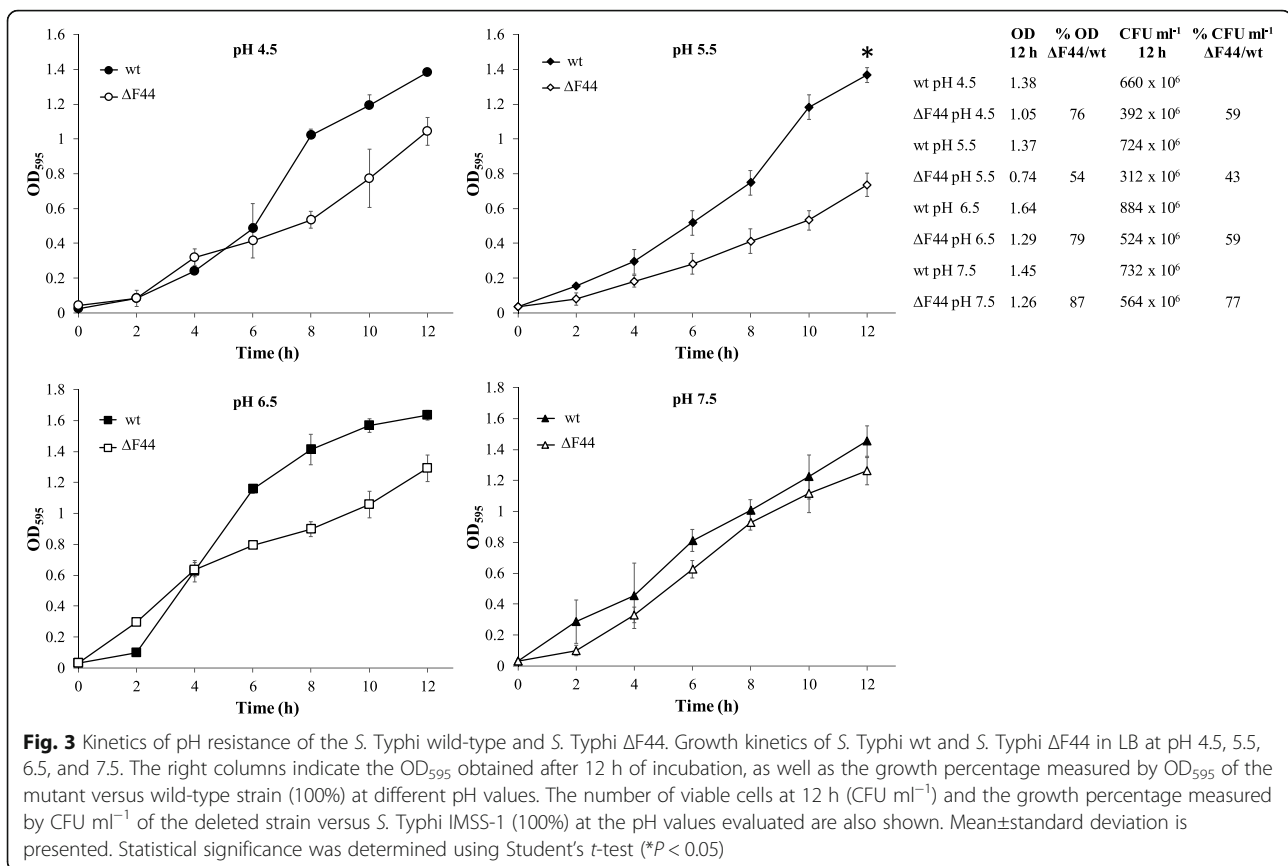 pH 4.5
wt
ΔF44
OD595
1.6
1.4
1.2
1
0.8
0.6
0.4
0.2
0
0 2 4 6 8 10 12
Time (h)
pH 5.5
*
wt
ΔF44
OD595
1.6
1.4
1.2
1
0.8
0.6
0.4
0.2
0
0 2 4 6 8 10 12
Time (h)
OD % OD CFU ml-1 % CFU ml-1
12 h ΔF44/wt 12 h ΔF44/wt
wt pH 4.5 1.38 660 x 10⁶
ΔF44 pH 4.5 1.05 76 392 x 10⁶ 59
wt pH 5.5 1.37 724 x 10⁶
ΔF44 pH 5.5 0.74 54 312 x 10⁶ 43
wt pH 6.5 1.64 884 x 10⁶
ΔF44 pH 6.5 1.29 79 524 x 10⁶ 59
wt pH 7.5 1.45 732 x 10⁶
ΔF44 pH 7.5 1.26 87 564 x 10⁶ 77
pH 6.5
wt
ΔF44
OD595
1.8
1.6
1.4
1.2
1
0.8
0.6
0.4
0.2
0
0 2 4 6 8 10 12
Time (h)
pH 7.5
wt
ΔF44
OD595
1.8
1.6
1.4
1.2
1
0.8
0.6
0.4
0.2
0
0 2 4 6 8 10 12
Time (h)
Fig. 3 Kinetics of pH resistance of the S. Typhi wild-type and S. Typhi ΔF44. Growth kinetics of S. Typhi wt and S. Typhi ΔF44 in LB at pH 4.5, 5.5,
6.5, and 7.5. The right columns indicate the OD595 obtained after 12 h of incubation, as well as the growth percentage measured by OD595 of the
mutant versus wild-type strain (100%) at different pH values. The number of viable cells at 12 h (CFU ml−1) and the growth percentage measured
by CFU ml−1 of the deleted strain versus S. Typhi IMSS-1 (100%) at the pH values evaluated are also shown. Mean±standard deviation is
presented. Statistical significance was determined using Student's t-test (*P < 0.05)